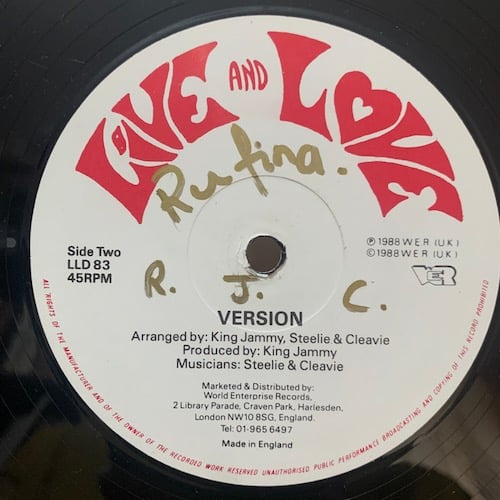 LIVE AND LOVE
Rufina.
Side Two
LLD 83
45RPM
℗ 1988 W.E.R (U.K.)
© 1988 W.E.R (U.K.)
WER
R. J. C.
VERSION
Arranged by: King Jammy, Steelie & Cleavie
Produced by: King Jammy
Musicians: Steelie & Cleavie
Marketed & Distributed by:
World Enterprise Records,
2 Library Parade, Craven Park, Harlesden,
London NW10 8SG, England.
Tel: 01·965 6497
Made in England
ALL RIGHTS OF THE MANUFACTURER AND OF THE OWNER OF THE RECORDED WORK RESERVED UNAUTHORISED PUBLIC PERFORMANCE BROADCASTING AND COPYING OF THIS RECORD PROHIBITED